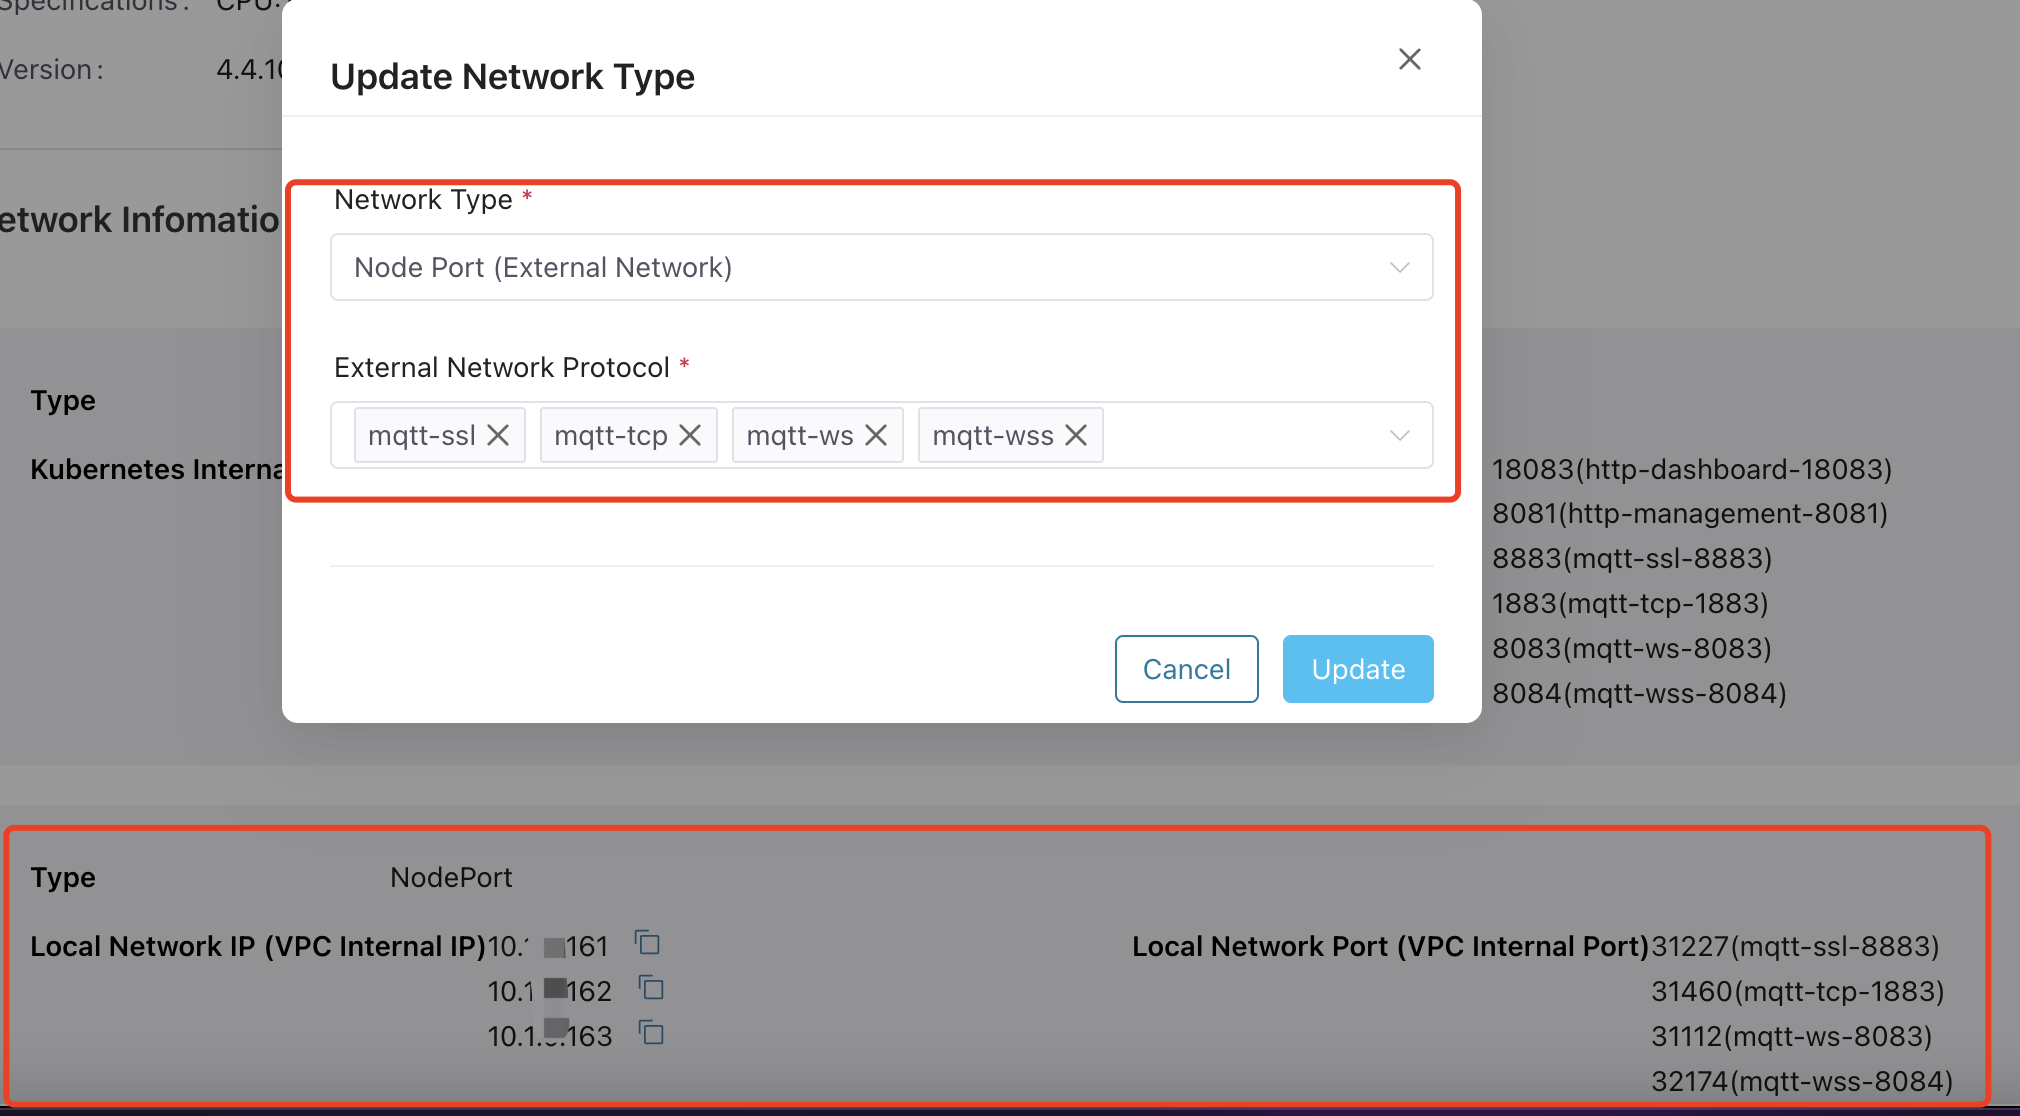 Specifications: CPU:
Version: 4.4.10
Update Network Type
etwork Infomatio
Network Type *
Node Port (External Network)
External Network Protocol *
mqtt-ssl
mqtt-tcp
mqtt-ws
mqtt-wss
Cancel
Update
Type
Kubernetes Interna
18083(http-dashboard-18083)
8081(http-management-8081)
8883(mqtt-ssl-8883)
1883(mqtt-tcp-1883)
8083(mqtt-ws-8083)
8084(mqtt-wss-8084)
Type NodePort
Local Network IP (VPC Internal IP) 10. 161
10.1 162
10.1. 163
Local Network Port (VPC Internal Port) 31227(mqtt-ssl-8883)
31460(mqtt-tcp-1883)
31112(mqtt-ws-8083)
32174(mqtt-wss-8084)